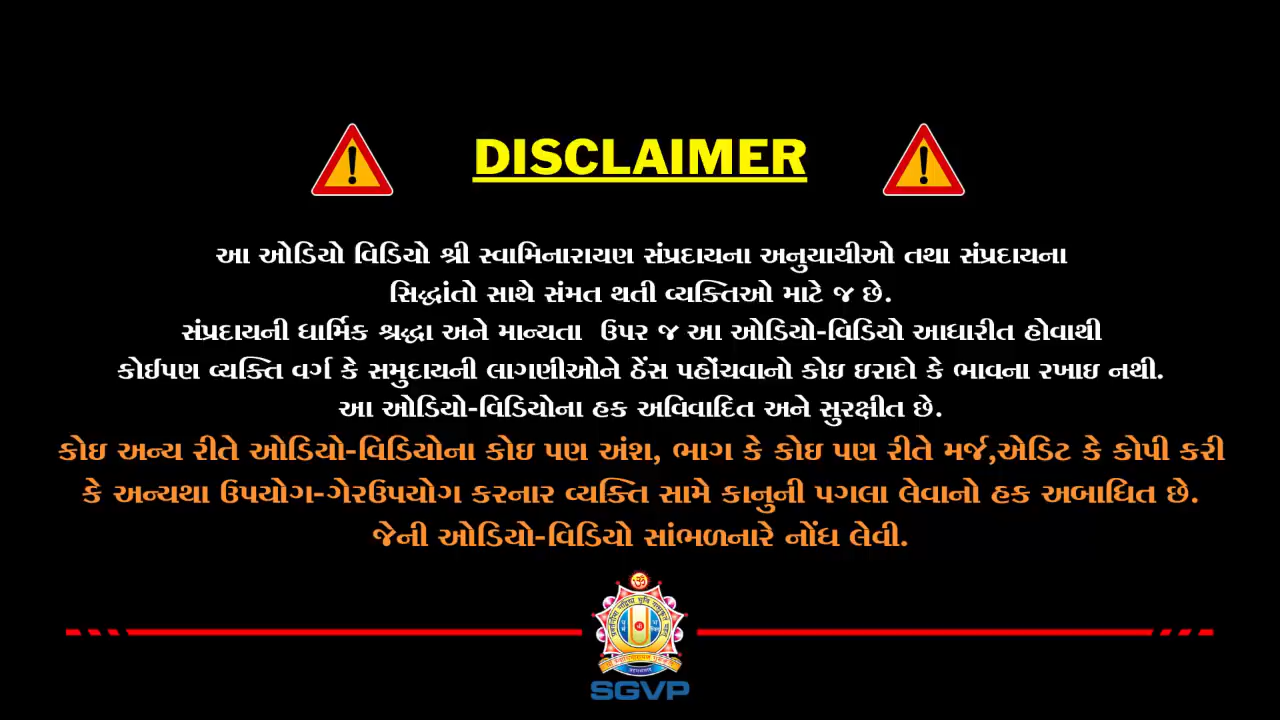 DISCLAIMER
આ ઓડિયો વિડિયો શ્રી સ્વામિનારાયણ સંપ્રદાયના અનુયાયીઓ તથા સંપ્રદાયના
સિદ્ધાંતો સાથે સંમત થતી વ્યક્તિઓ માટે જ છે.
સંપ્રદાયની ધાર્મિક શ્રદ્ધા અને માન્યતા ઉપર જ આ ઓડિયો-વિડિયો આધારીત હોવાથી
કોઈપણ વ્યક્તિ વર્ગ કે સમુદાયની લાગણીઓને ઠેંસ પહોંચવાનો કોઇ ઇરાદો કે ભાવના રખાઇ નથી.
આ ઓડિયો-વિડિયોના હક અવિવાદિત અને સુરક્ષીત છે.
કોઇ અન્ય રીતે ઓડિયો-વિડિયોના કોઇ પણ અંશ, ભાગ કે કોઇ પણ રીતે મર્જ,એડિટ કે કોપી કરી
કે અન્યથા ઉપયોગ-ગેરઉપયોગ કરનાર વ્યક્તિ સામે કાનુની પગલા લેવાનો હક અબાધિત છે.
જેની ઓડિયો-વિડિયો સાંભળનારે નોંધ લેવી.
SGVP